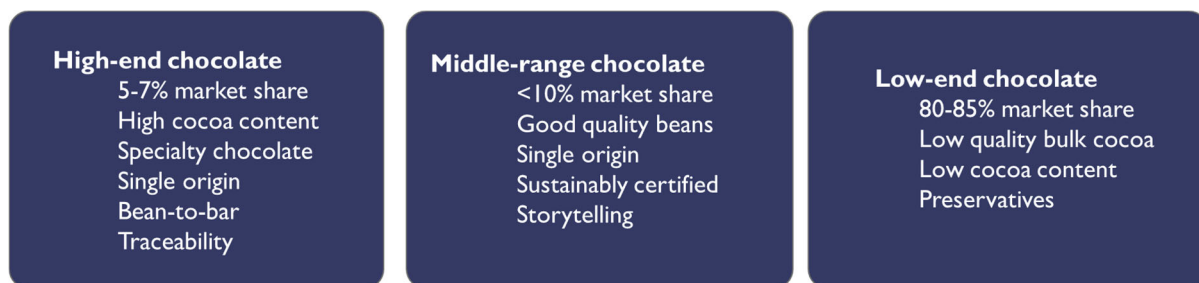 High-end chocolate
5-7% market share
High cocoa content
Specialty chocolate
Single origin
Bean-to-bar
Traceability
Middle-range chocolate
<10% market share
Good quality beans
Single origin
Sustainably certified
Storytelling
Low-end chocolate
80-85% market share
Low quality bulk cocoa
Low cocoa content
Preservatives